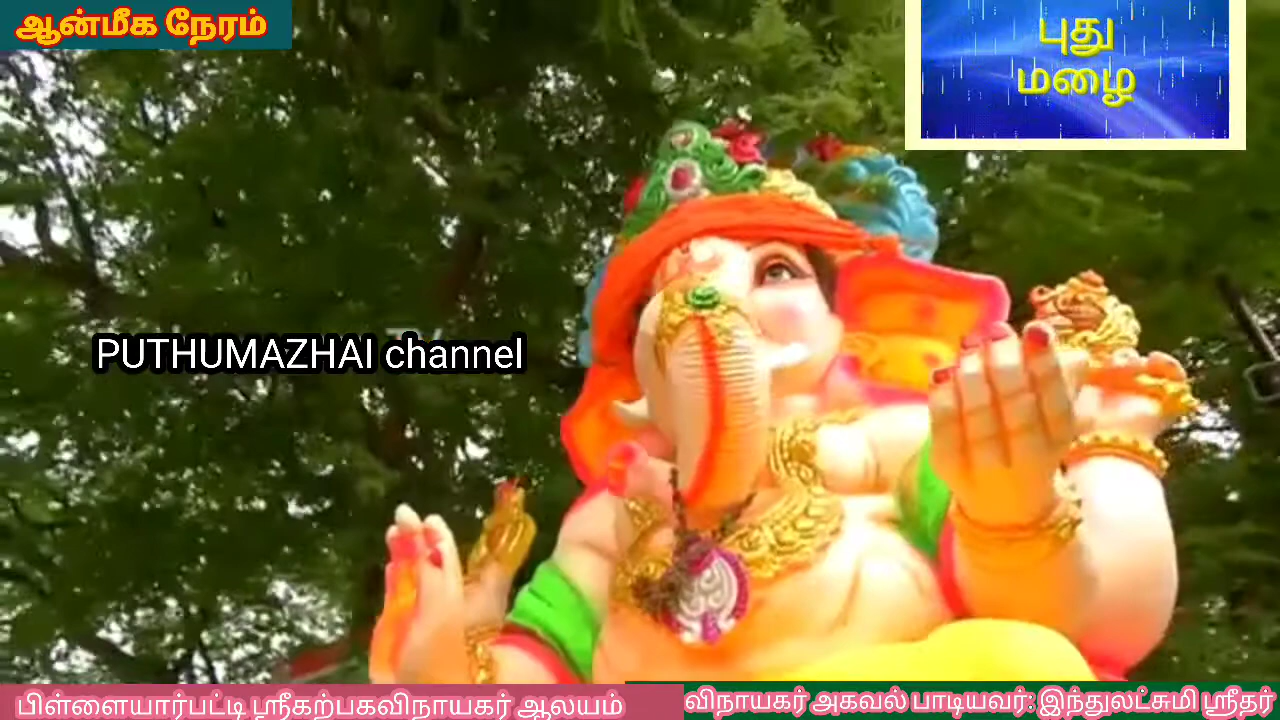 ஆன்மீக நேரம்
புது
மழை
PUTHUMAZHAI channel
பிள்ளையார்பட்டி ஸ்ரீகற்பகவிநாயகர் ஆலயம்
விநாயகர் அகவல் பாடியவர்: இந்துலட்சுமி ஸ்ரீதர்